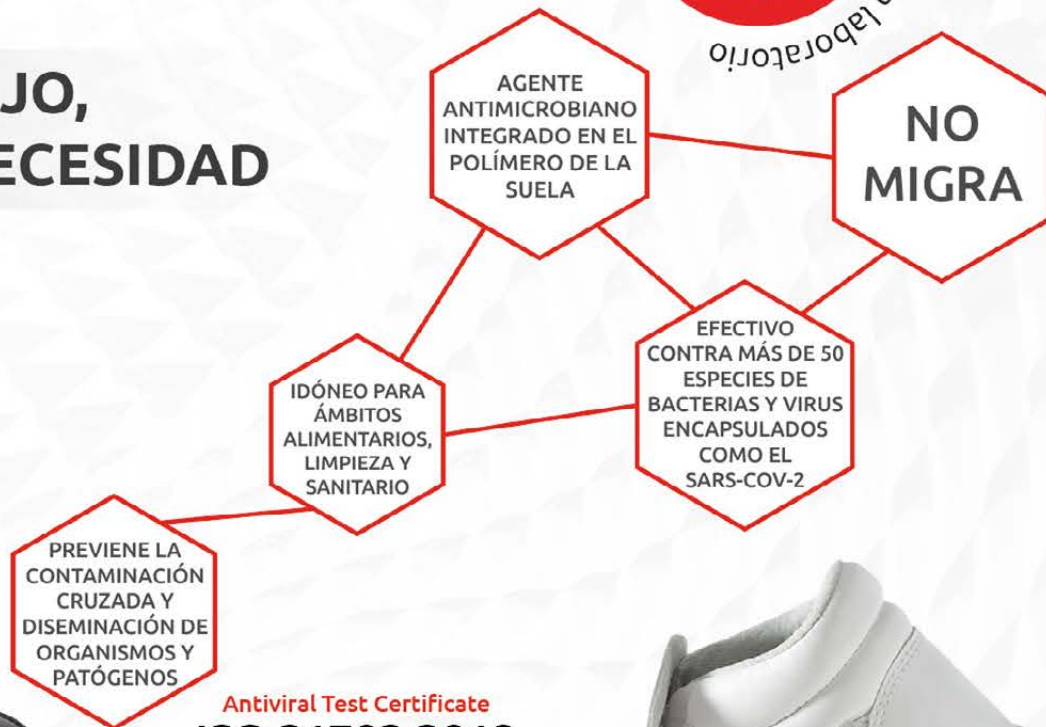 laboratorio
JO,
ECESIDAD
AGENTE
ANTIMICROBIANO
INTEGRADO EN EL
POLÍMERO DE LA
SUELA
NO
MIGRA
EFECTIVO
CONTRA MÁS DE 50
ESPECIES DE
BACTERIAS Y VIRUS
ENCAPSULADOS
COMO EL
SARS-COV-2
IDÓNEO PARA
ÁMBITOS
ALIMENTARIOS,
LIMPIEZA Y
SANITARIO
PREVIENE LA
CONTAMINACIÓN
CRUZADA Y
DISEMINACIÓN DE
ORGANISMOS Y
PATÓGENOS
Antiviral Test Certificate